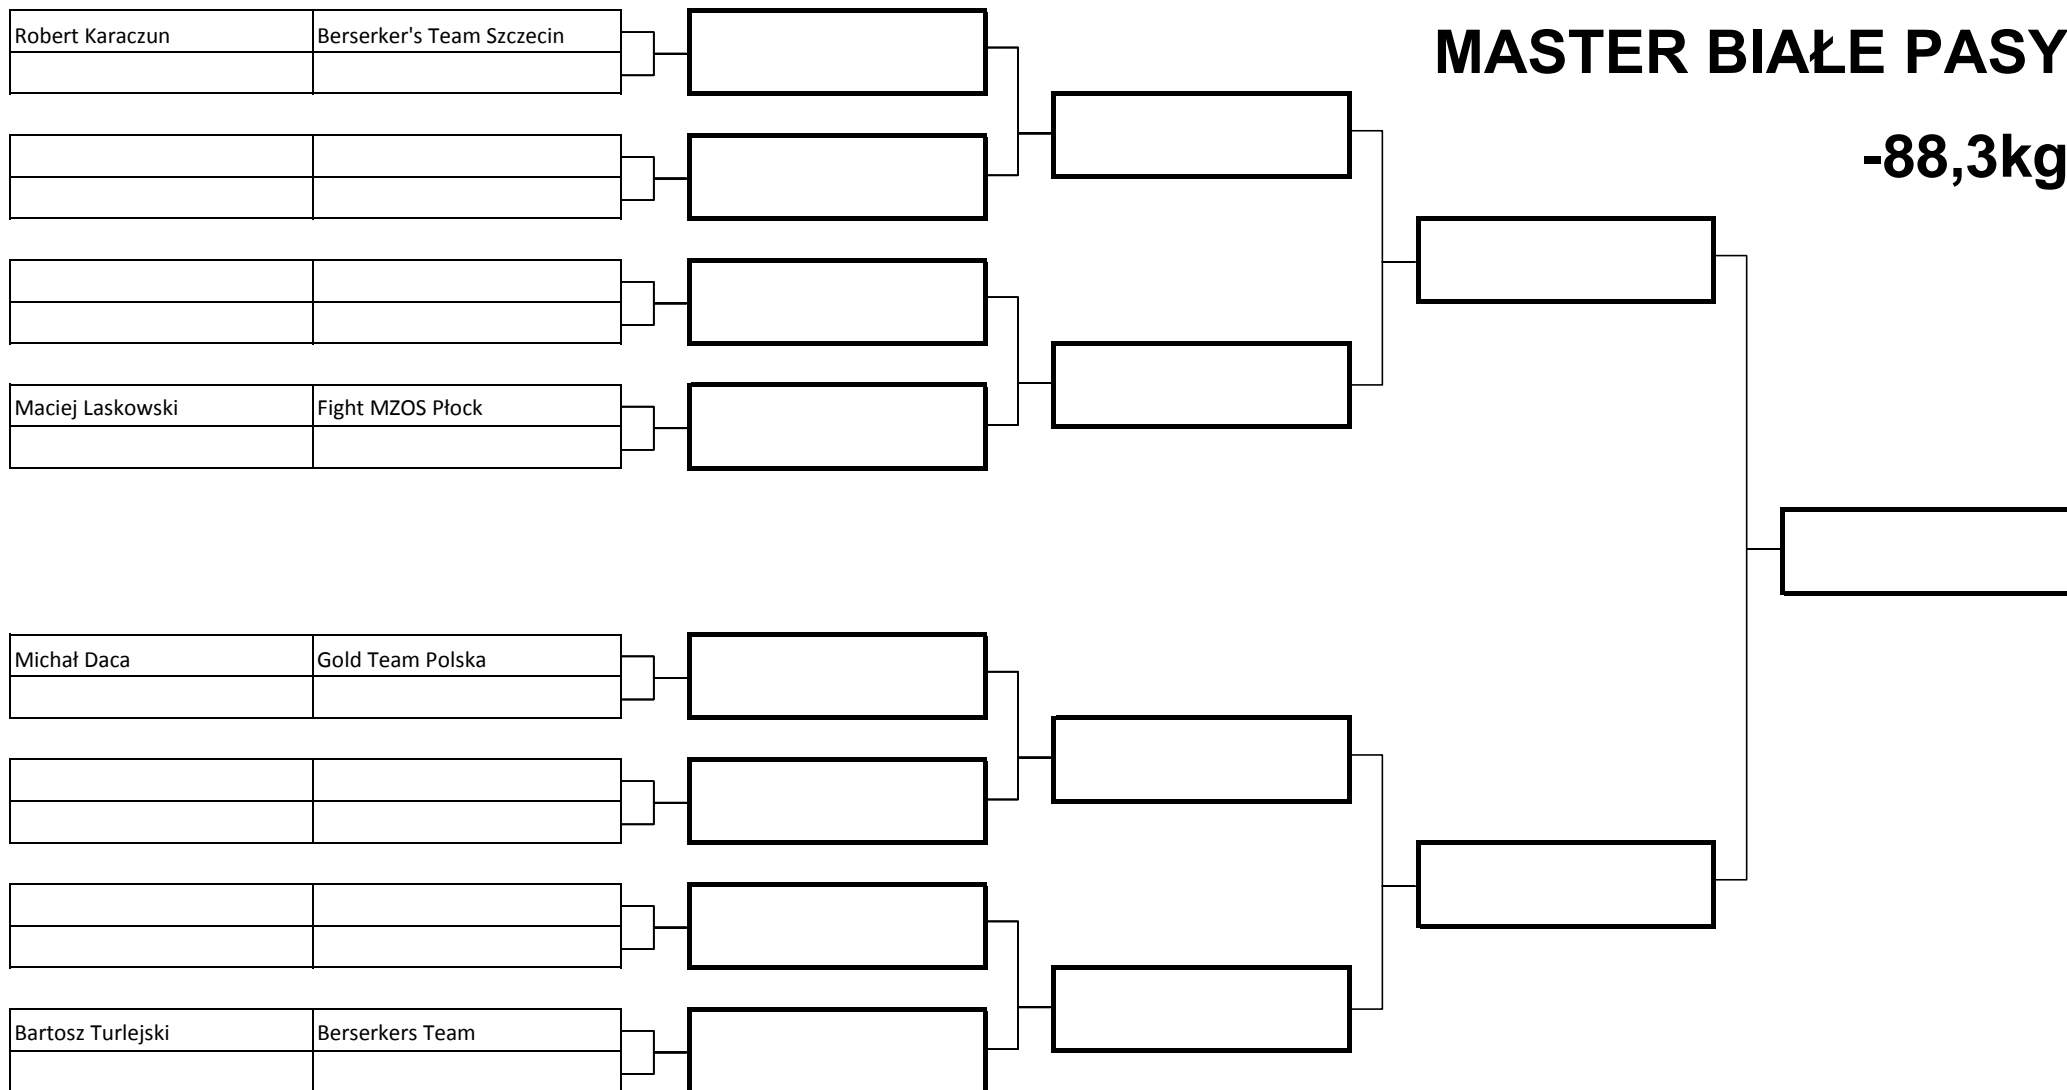 Robert Karaczun Berserker's Team Szczecin
MASTER BIAŁE PASY
-88,3kg
Maciej Laskowski Fight MZOS Płock
Michał Daca Gold Team Polska
Bartosz Turlejski Berserkers Team